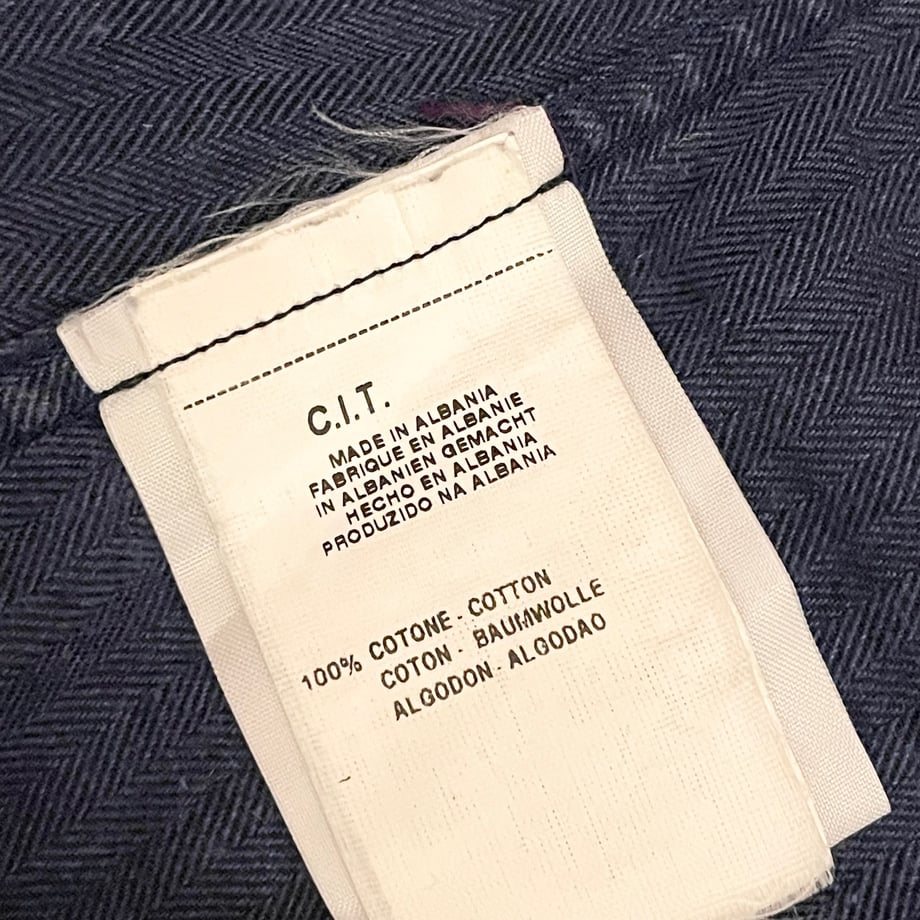 C.I.T.
MADE IN ALBANIA
FABRIQUE EN ALBANIE
IN ALBANIEN GEMACHT
HECHO EN ALBANIA
PRODUZIDO NA ALBANIA
100% COTONE - COTTON
COTON - BAUMWOLLE
ALGODON - ALGODAO